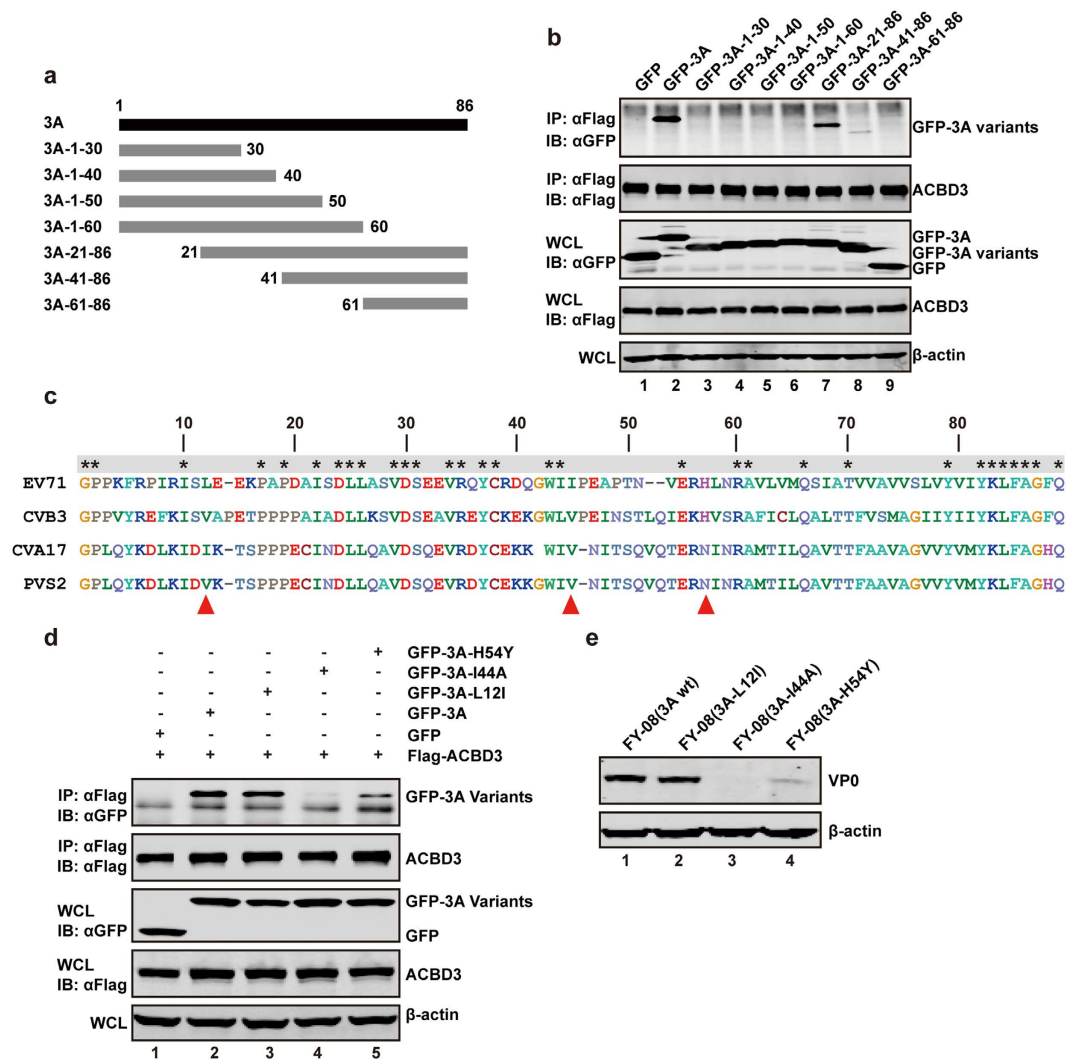 a
1 86
3A
3A-1-30 30
3A-1-40 40
3A-1-50 50
3A-1-60 60
3A-21-86 21
3A-41-86 41
3A-61-86 61
b
GFP
GFP-3A
GFP-3A-1-30
GFP-3A-1-40
GFP-3A-1-50
GFP-3A-1-60
GFP-3A-21-86
GFP-3A-41-86
GFP-3A-61-86
IP: αFlag
IB: αGFP
GFP-3A variants
IP: αFlag
IB: αFlag
ACBD3
WCL
IB: αGFP
GFP-3A
GFP-3A variants
GFP
WCL
IB: αFlag
ACBD3
WCL
β-actin
1 2 3 4 5 6 7 8 9
c
10 20 30 40 50 60 70 80
** * * * * *** *** ** ** ** * ** * * ****** *
EV71 GPPKFRPIRISLE-EKPAPDAISDLLASVDSEEVRQYCRDQGWIIPEAPTN--VERHLNRAVLVMQSIATVVAVVSLVYVIYKLFAGFQ
CVB3 GPPVYREFKISVAPETPPPPAIADLLKSVDSEAVREYCKEKGWLVPEINSTLQIEKHVSRAFICLQALTTFVSMAGIIYIIYKLFAGFQ
CVA17 GPLQYKDLKIDIK-TSPPPECINDLLQAVDSQEVRDYCEKK WIV-NITSQVQTERNINRAMTILQAVTTFAAVAGVVYVMYKLFAGHQ
PVS2 GPLQYKDLKIDVK-TSPPPECINDLLQAVDSQEVRDYCEKKGWIV-NITSQVQTERNINRAMTILQAVTTFAAVAGVVYVMYKLFAGHQ
d
- - - - + GFP-3A-H54Y
- - - + - GFP-3A-I44A
- - + - - GFP-3A-L12I
- + - - - GFP-3A
+ - - - - GFP
+ + + + + Flag-ACBD3
IP: αFlag
IB: αGFP
GFP-3A Variants
IP: αFlag
IB: αFlag
ACBD3
WCL
IB: αGFP
GFP-3A Variants
GFP
WCL
IB: αFlag
ACBD3
WCL
β-actin
1 2 3 4 5
e
FY-08(3A wt)
FY-08(3A-L12I)
FY-08(3A-I44A)
FY-08(3A-H54Y)
VP0
β-actin
1 2 3 4